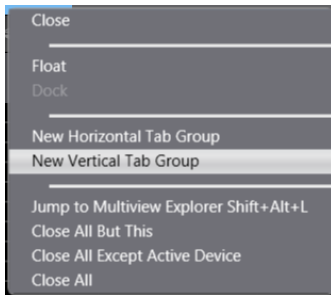 Close
Float
Dock
New Horizontal Tab Group
New Vertical Tab Group
Jump to Multiview Explorer Shift+Alt+L
Close All But This
Close All Except Active Device
Close All